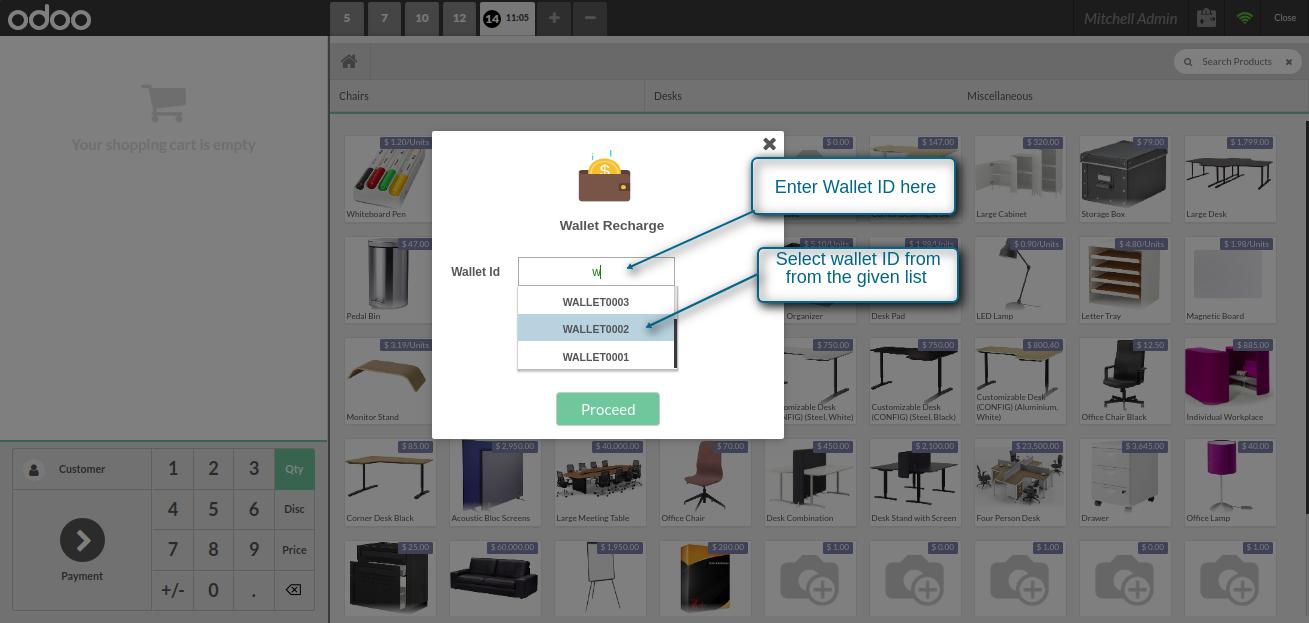 odoo
5
7
10
12
14 11:05
+
−
Mitchell Admin
Close
Search Products
Chairs
Desks
Miscellaneous
Your shopping cart is empty
$ 1.20/Units
$ 0.00
$ 147.00
$ 320.00
$ 79.00
$ 1,799.00
Whiteboard Pen
Large Cabinet
Storage Box
Large Desk
$ 47.00
$ 5.10/Units
$ 1.98/Units
$ 0.90/Units
$ 4.80/Units
$ 1.98/Units
Pedal Bin
Organizer
Desk Pad
LED Lamp
Letter Tray
Magnetic Board
Wallet Recharge
Wallet Id
w
WALLET0003
WALLET0002
WALLET0001
Proceed
Enter Wallet ID here
Select wallet ID from
from the given list
$ 3.19/Units
$ 750.00
$ 750.00
$ 800.40
$ 12.50
$ 885.00
Monitor Stand
omizable Desk
NFIG) (Steel, White)
Customizable Desk
(CONFIG) (Steel, Black)
Customizable Desk
(CONFIG) (Aluminium,
White)
Office Chair Black
Individual Workplace
$ 85.00
$ 2,950.00
$ 40,000.00
$ 70.00
$ 450.00
$ 2,100.00
$ 23,500.00
$ 3,645.00
$ 40.00
Corner Desk Black
Acoustic Bloc Screens
Large Meeting Table
Office Chair
Desk Combination
Desk Stand with Screen
Four Person Desk
Drawer
Office Lamp
$ 25.00
$ 60,000.00
$ 1,950.00
$ 280.00
$ 1.00
$ 0.00
$ 1.00
$ 0.00
$ 1.00
Customer
1
2
3
Qty
4
5
6
Disc
7
8
9
Price
Payment
+/-
0
.